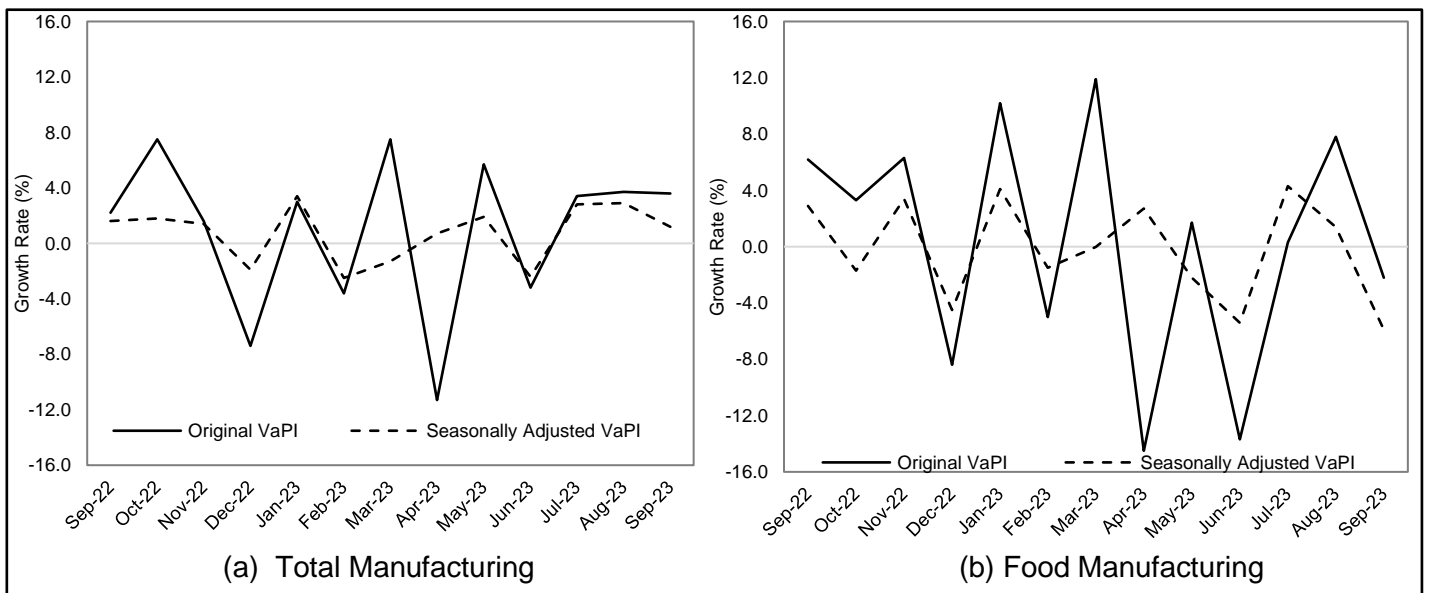 16.0
12.0
8.0
4.0
0.0
-4.0
-8.0
-12.0
-16.0
Growth Rate (%)
Original VaPI
Seasonally Adjusted VaPI
Sep-22
Oct-22
Nov-22
Dec-22
Jan-23
Feb-23
Mar-23
Apr-23
May-23
Jun-23
Jul-23
Aug-23
Sep-23
(a) Total Manufacturing
16.0
12.0
8.0
4.0
0.0
-4.0
-8.0
-12.0
-16.0
Growth Rate (%)
Original VaPI
Seasonally Adjusted VaPI
Sep-22
Oct-22
Nov-22
Dec-22
Jan-23
Feb-23
Mar-23
Apr-23
May-23
Jun-23
Jul-23
Aug-23
Sep-23
(b) Food Manufacturing